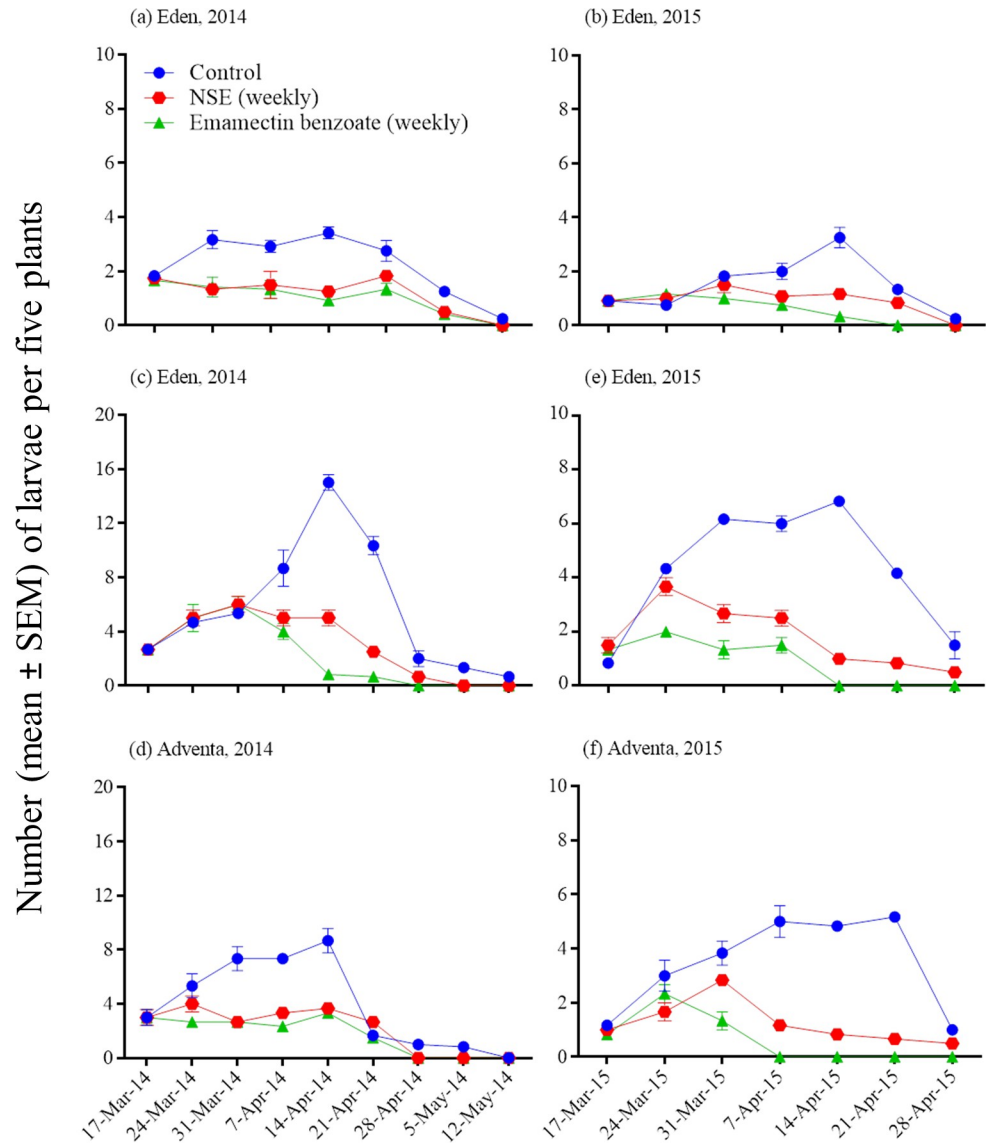 (a) Eden, 2014
(b) Eden, 2015
10
8
6
4
2
0
Control
NSE (weekly)
Emamectin benzoate (weekly)
10
8
6
4
2
0
Number (mean ± SEM) of larvae per five plants
(c) Eden, 2014
(e) Eden, 2015
20
16
12
8
4
0
10
8
6
4
2
0
(d) Adventa, 2014
(f) Adventa, 2015
20
16
12
8
4
0
10
8
6
4
2
0
17-Mar-14
24-Mar-14
31-Mar-14
7-Apr-14
14-Apr-14
21-Apr-14
28-Apr-14
5-May-14
12-May-14
17-Mar-15
24-Mar-15
31-Mar-15
7-Apr-15
14-Apr-15
21-Apr-15
28-Apr-15